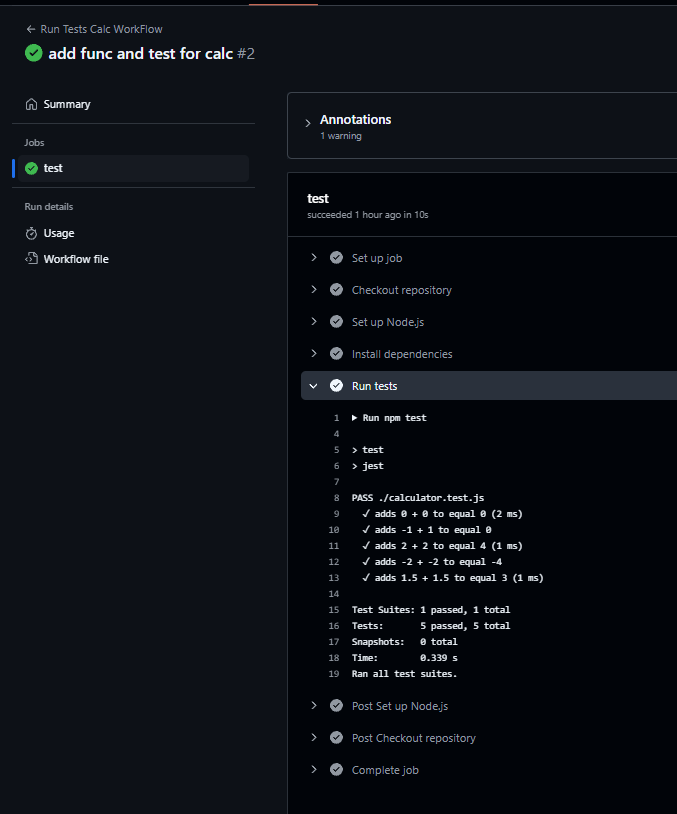 ← Run Tests Calc WorkFlow
add func and test for calc #2
Summary
Jobs
test
Run details
Usage
Workflow file
Annotations
1 warning
test
succeeded 1 hour ago in 10s
Set up job
Checkout repository
Set up Node.js
Install dependencies
Run tests
1 ▶ Run npm test
4
5 > test
6 > jest
7
8 PASS ./calculator.test.js
9 ✓ adds 0 + 0 to equal 0 (2 ms)
10 ✓ adds -1 + 1 to equal 0
11 ✓ adds 2 + 2 to equal 4 (1 ms)
12 ✓ adds -2 + -2 to equal -4
13 ✓ adds 1.5 + 1.5 to equal 3 (1 ms)
14
15 Test Suites: 1 passed, 1 total
16 Tests: 5 passed, 5 total
17 Snapshots: 0 total
18 Time: 0.339 s
19 Ran all test suites.
Post Set up Node.js
Post Checkout repository
Complete job